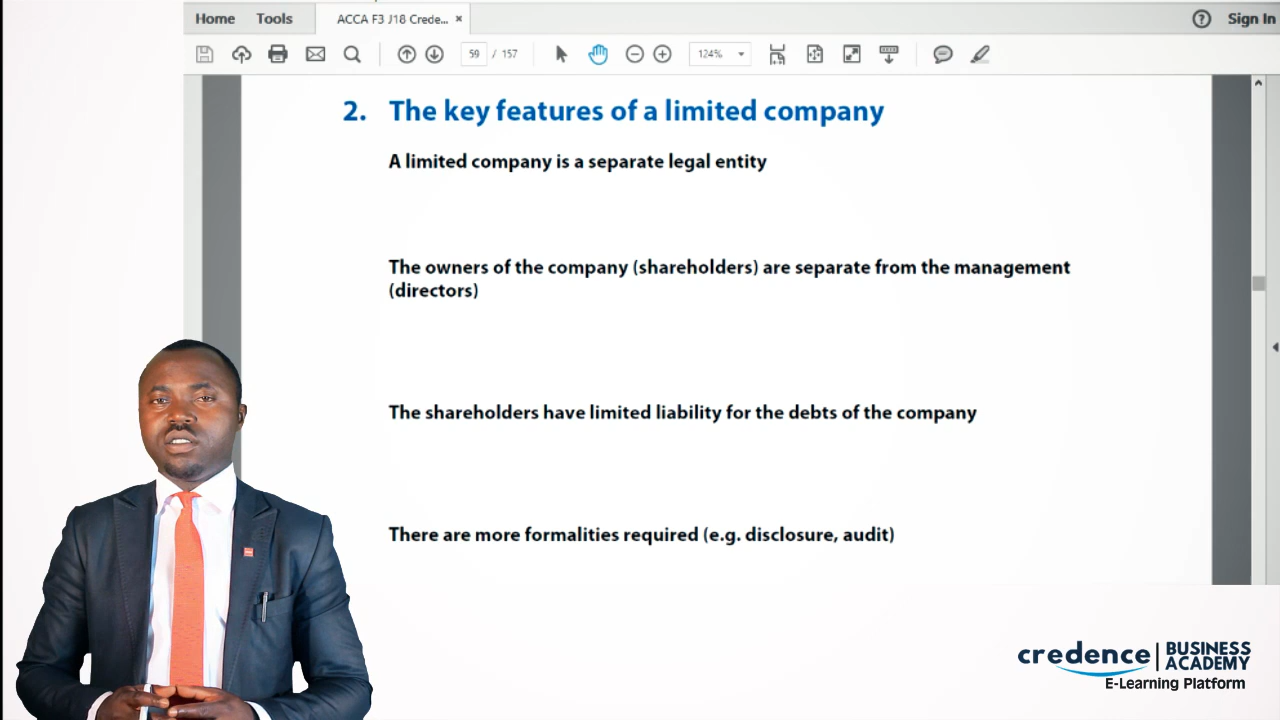 Home Tools ACCA F3 J18 Crede... × Sign In
59 / 157 124%
2. The key features of a limited company
A limited company is a separate legal entity
The owners of the company (shareholders) are separate from the management
(directors)
The shareholders have limited liability for the debts of the company
There are more formalities required (e.g. disclosure, audit)
credence | BUSINESS
ACADEMY
E-Learning Platform